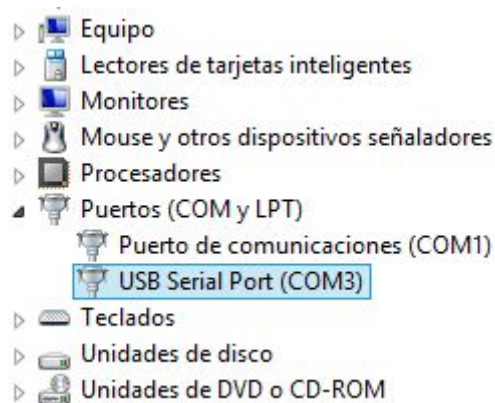 Equipo
Lectores de tarjetas inteligentes
Monitores
Mouse y otros dispositivos señaladores
Procesadores
Puertos (COM y LPT)
Puerto de comunicaciones (COM1)
USB Serial Port (COM3)
Teclados
Unidades de disco
Unidades de DVD o CD-ROM